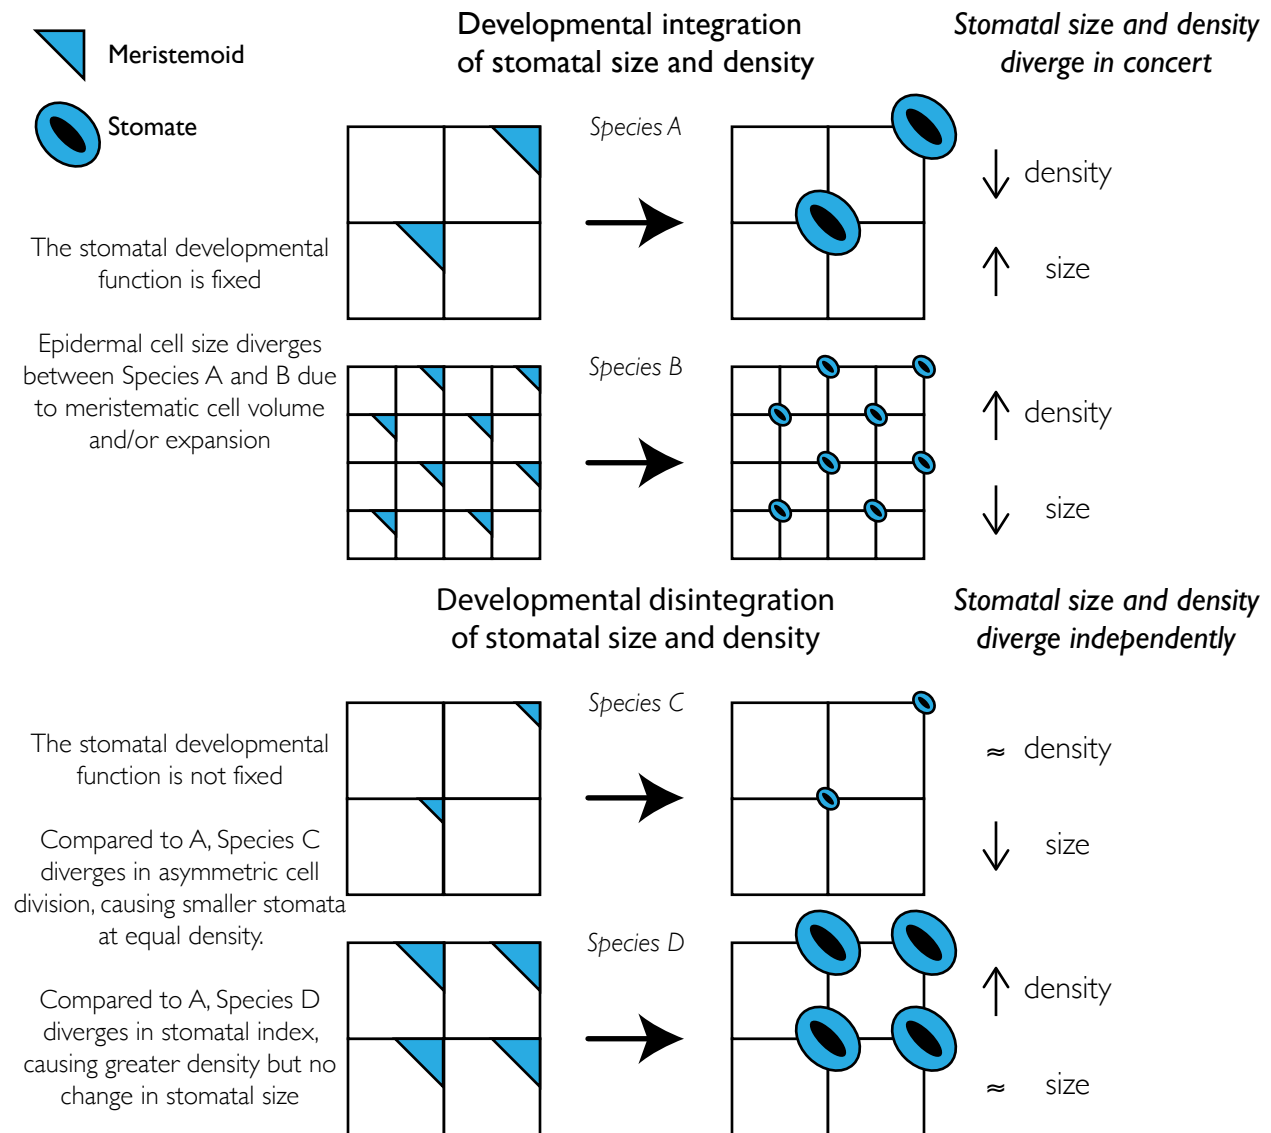 Meristemoid
Stomate
Developmental integration
of stomatal size and density
Stomatal size and density
diverge in concert
The stomatal developmental
function is fixed
Epidermal cell size diverges
between Species A and B due
to meristematic cell volume
and/or expansion
Species A
↓ density
↑ size
Species B
↑ density
↓ size
Developmental disintegration
of stomatal size and density
Stomatal size and density
diverge independently
The stomatal developmental
function is not fixed
Compared to A, Species C
diverges in asymmetric cell
division, causing smaller stomata
at equal density.
Compared to A, Species D
diverges in stomatal index,
causing greater density but no
change in stomatal size
Species C
≈ density
↓ size
Species D
↑ density
≈ size